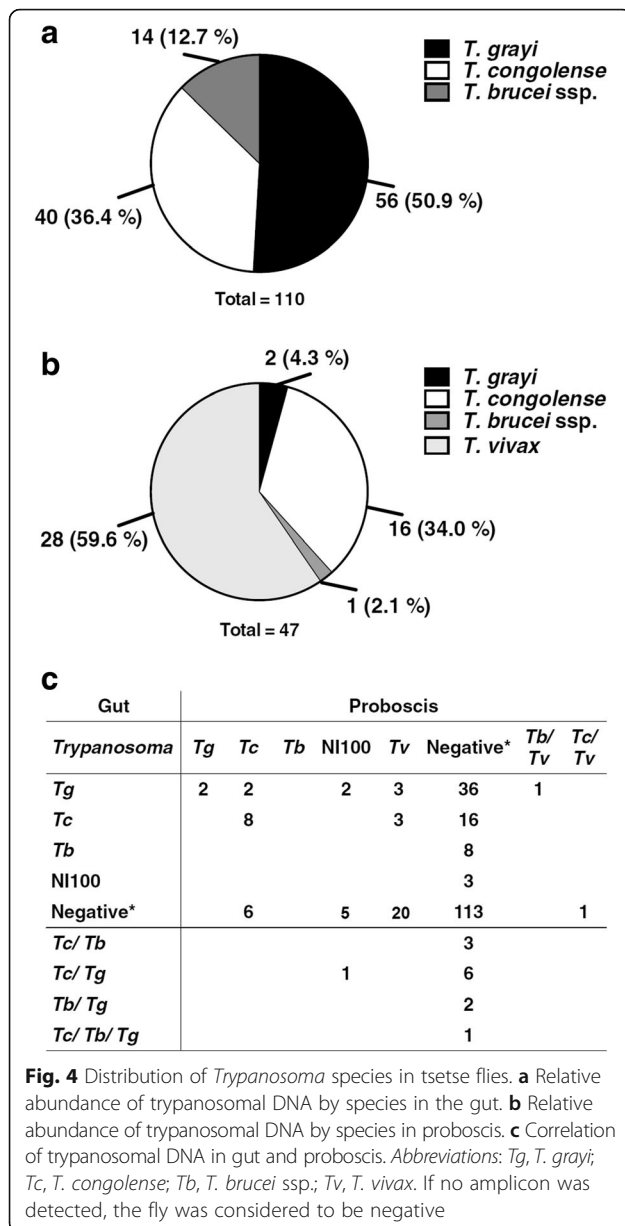 a
14 (12.7 %)
T. grayi
T. congolense
T. brucei ssp.
40 (36.4 %)
56 (50.9 %)
Total = 110
b
2 (4.3 %)
T. grayi
T. congolense
T. brucei ssp.
T. vivax
28 (59.6 %)
16 (34.0 %)
1 (2.1 %)
Total = 47
c
Gut Proboscis
Trypanosoma Tg Tc Tb NI100 Tv Negative* Tb/ Tv Tc/ Tv
Tg 2 2 2 3 36 1
Tc 8 3 16
Tb 8
NI100 3
Negative* 6 5 20 113 1
Tc/ Tb 3
Tc/ Tg 1 6
Tb/ Tg 2
Tc/ Tb/ Tg 1
Fig. 4 Distribution of Trypanosoma species in tsetse flies. a Relative
abundance of trypanosomal DNA by species in the gut. b Relative
abundance of trypanosomal DNA by species in proboscis. c Correlation
of trypanosomal DNA in gut and proboscis. Abbreviations: Tg, T. grayi;
Tc, T. congolense; Tb, T. brucei ssp.; Tv, T. vivax. If no amplicon was
detected, the fly was considered to be negative